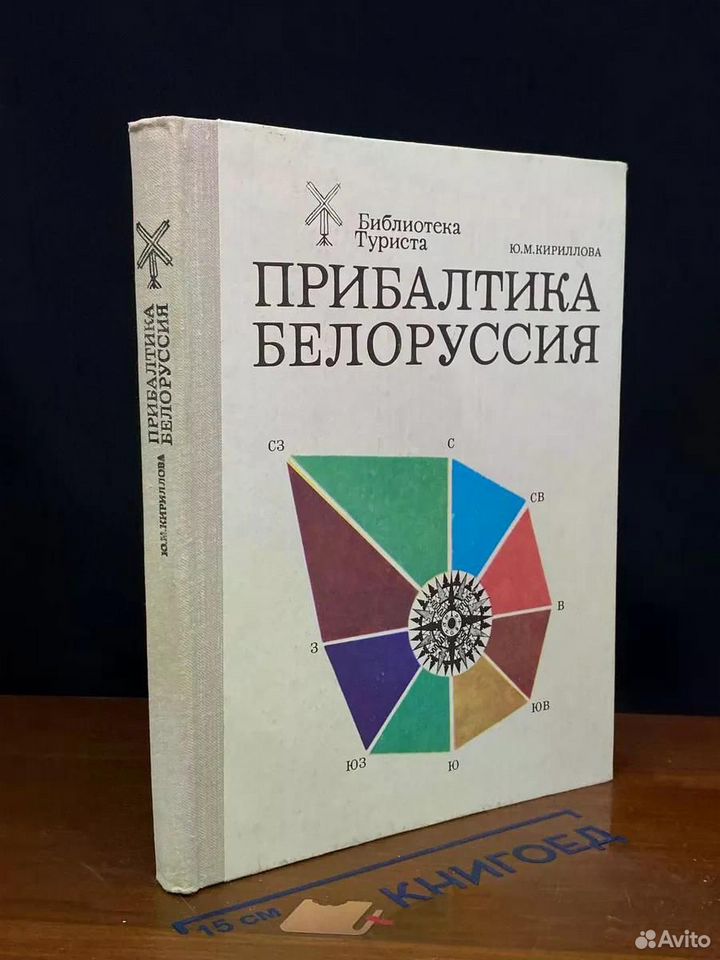 Библиотека
Туриста
Ю.М.КИРИЛЛОВА
ПРИБАЛТИКА
БЕЛОРУССИЯ
СЗ
С
СВ
В
ЮВ
Ю
ЮЗ
З
Ю.М.КИРИЛЛОВА
ПРИБАЛТИКА
БЕЛОРУССИЯ
15 СМ
КНИГОЕД
Avito